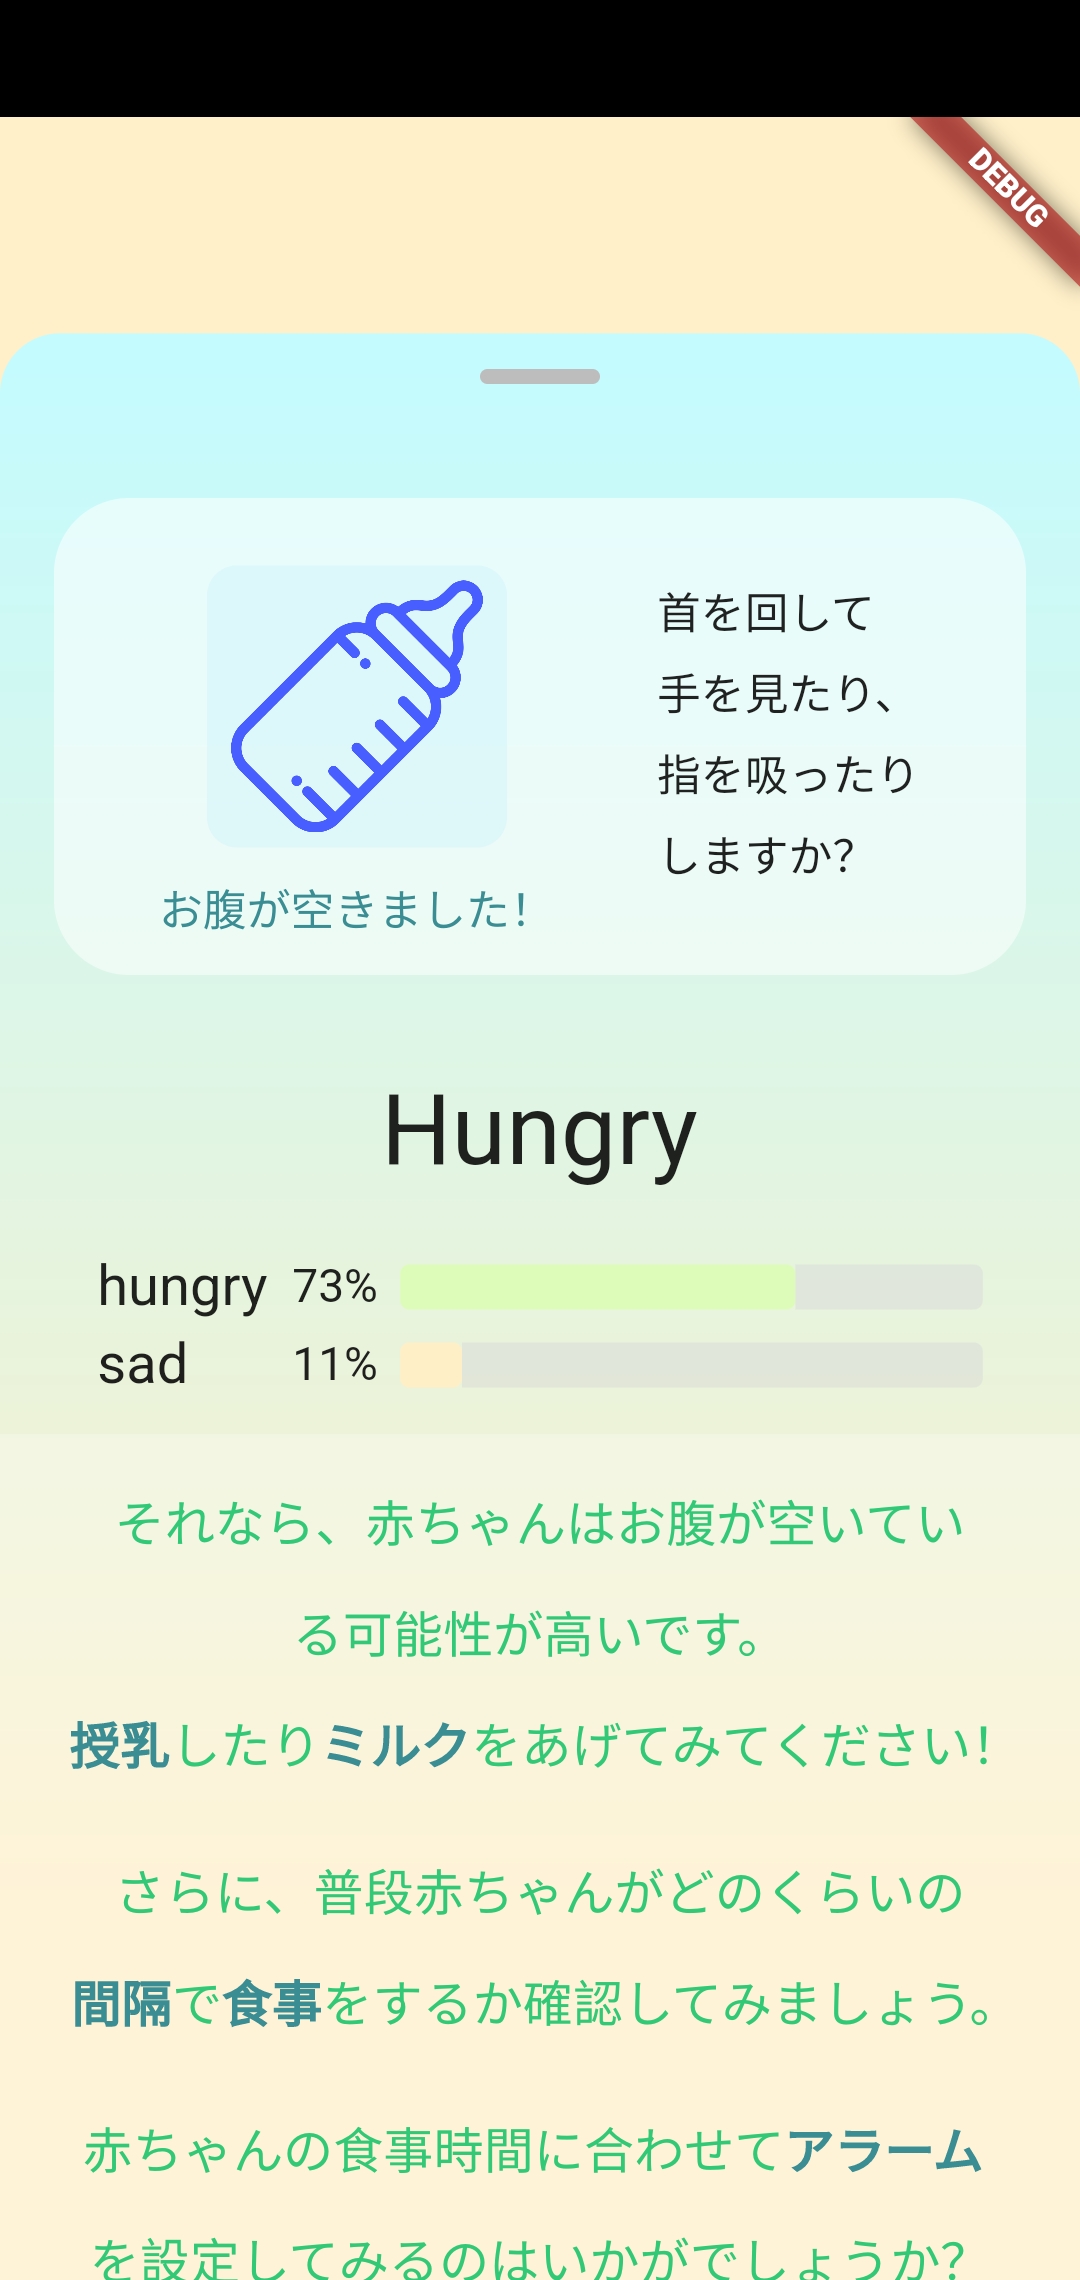 DEBUG
首を回して
手を見たり、
指を吸ったり
しますか？
お腹が空きました！
Hungry
hungry 73%
sad 11%
それなら、赤ちゃんはお腹が空いてい
る可能性が高いです。
授乳したりミルクをあげてみてください！
さらに、普段赤ちゃんがどのくらいの
間隔で食事をするか確認してみましょう。
赤ちゃんの食事時間に合わせてアラーム
を設定してみるのはいかがでしょうか？